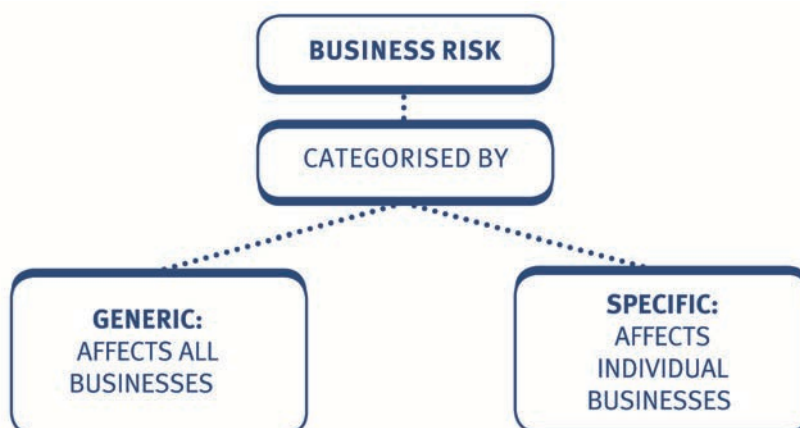 BUSINESS RISK
CATEGORISED BY
GENERIC:
AFFECTS ALL
BUSINESSES
SPECIFIC:
AFFECTS
INDIVIDUAL
BUSINESSES